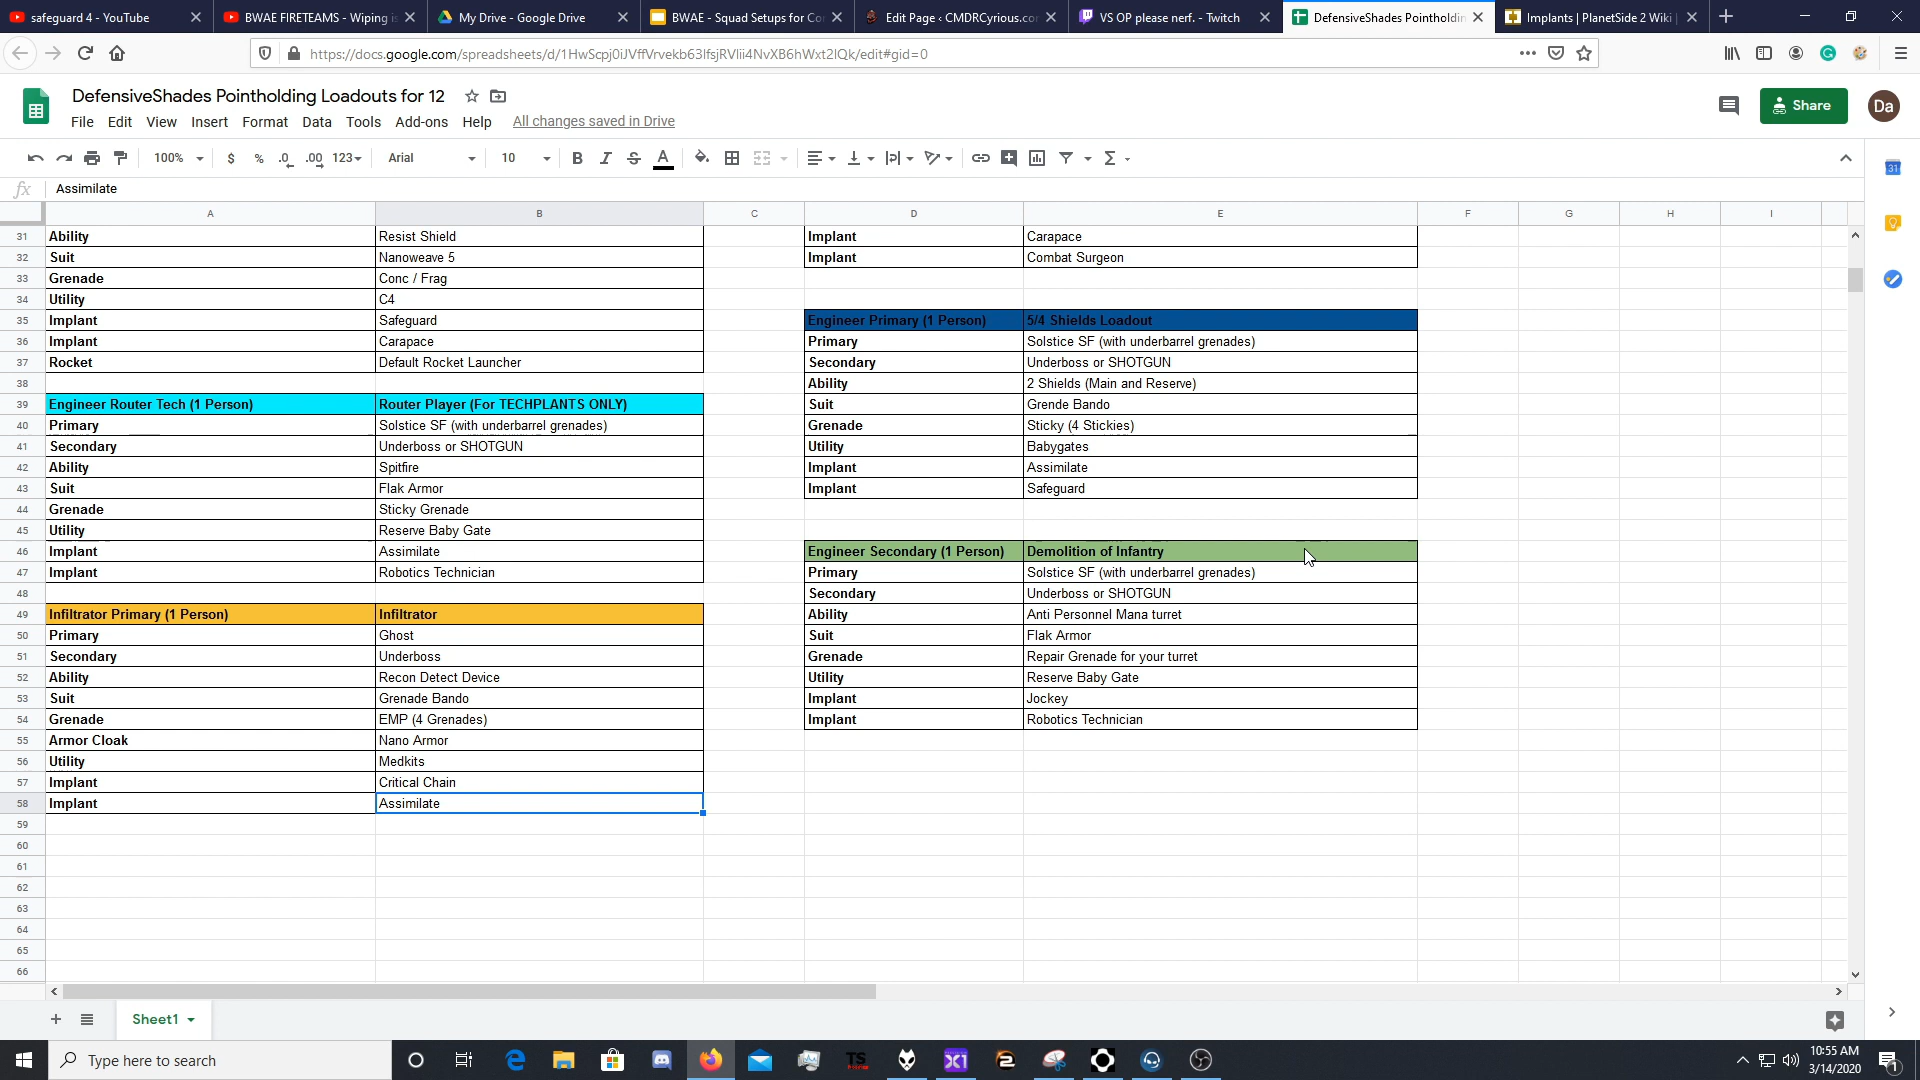 safeguard 4 - YouTube
BWAE FIRETEAMS - Wiping is
My Drive - Google Drive
BWAE - Squad Setups for Co
Edit Page ‹ CMDRCyrious.co
VS OP please nerf. - Twitch
DefensiveShades Pointholdin
Implants | PlanetSide 2 Wiki
https://docs.google.com/spreadsheets/d/1HwScpj0iJVffVrvekb63IfsjRVlii4NvXB6hWxt2IQk/edit#gid=0
DefensiveShades Pointholding Loadouts for 12
Share
Da
File Edit View Insert Format Data Tools Add-ons Help All changes saved in Drive
100% $ % .0 .00 123 Arial 10 B I S A Σ
31
fx Assimilate
A B C D E F G H I
31 Ability Resist Shield Implant Carapace
32 Suit Nanoweave 5 Implant Combat Surgeon
33 Grenade Conc / Frag
34 Utility C4
35 Implant Safeguard Engineer Primary (1 Person) 5/4 Shields Loadout
36 Implant Carapace Primary Solstice SF (with underbarrel grenades)
37 Rocket Default Rocket Launcher Secondary Underboss or SHOTGUN
38 Ability 2 Shields (Main and Reserve)
39 Engineer Router Tech (1 Person) Router Player (For TECHPLANTS ONLY) Suit Grende Bando
40 Primary Solstice SF (with underbarrel grenades) Grenade Sticky (4 Stickies)
41 Secondary Underboss or SHOTGUN Utility Babygates
42 Ability Spitfire Implant Assimilate
43 Suit Flak Armor Implant Safeguard
44 Grenade Sticky Grenade
45 Utility Reserve Baby Gate
46 Implant Assimilate Engineer Secondary (1 Person) Demolition of Infantry
47 Implant Robotics Technician Primary Solstice SF (with underbarrel grenades)
48 Secondary Underboss or SHOTGUN
49 Infiltrator Primary (1 Person) Infiltrator Ability Anti Personnel Mana turret
50 Primary Ghost Suit Flak Armor
51 Secondary Underboss Grenade Repair Grenade for your turret
52 Ability Recon Detect Device Utility Reserve Baby Gate
53 Suit Grenade Bando Implant Jockey
54 Grenade EMP (4 Grenades) Implant Robotics Technician
55 Armor Cloak Nano Armor
56 Utility Medkits
57 Implant Critical Chain
58 Implant Assimilate
59
60
61
62
63
64
65
66
Sheet1
Type here to search
10:55 AM
3/14/2020
1